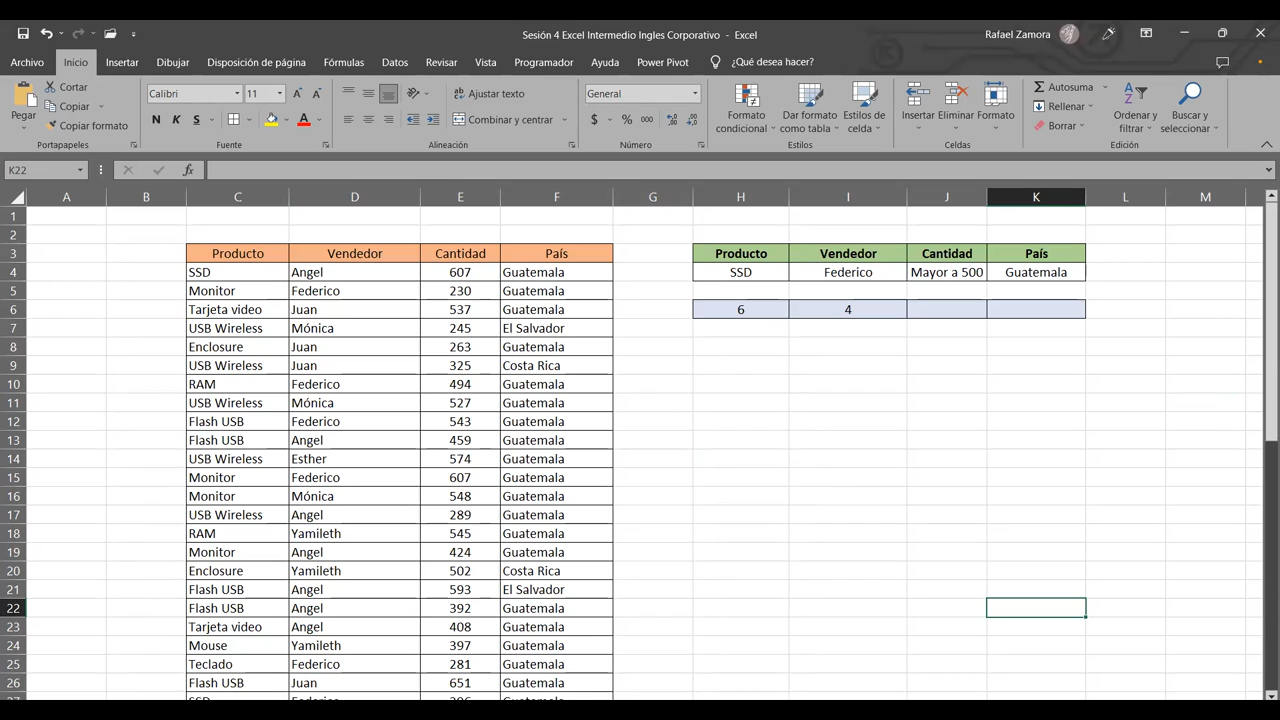 Sesión 4 Excel Intermedio Ingles Corporativo - Excel
Rafael Zamora
Archivo Inicio Insertar Dibujar Disposición de página Fórmulas Datos Revisar Vista Programador Ayuda Power Pivot ¿Qué desea hacer?
Pegar
Cortar
Copiar
Copiar formato
Portapapeles
Calibri 11
N K S
Fuente
Ajustar texto
Combinar y centrar
Alineación
General
$ % 000
Número
Formato condicional
Dar formato como tabla
Estilos de celda
Estilos
Insertar Eliminar Formato
Celdas
Autosuma
Rellenar
Borrar
Ordenar y filtrar
Buscar y seleccionar
Edición
K22 fx
A B C D E F G H I J K L M
1
2
3 Producto Vendedor Cantidad País Producto Vendedor Cantidad País
4 SSD Angel 607 Guatemala SSD Federico Mayor a 500 Guatemala
5 Monitor Federico 230 Guatemala
6 Tarjeta video Juan 537 Guatemala 6 4
7 USB Wireless Mónica 245 El Salvador
8 Enclosure Juan 263 Guatemala
9 USB Wireless Juan 325 Costa Rica
10 RAM Federico 494 Guatemala
11 USB Wireless Mónica 527 Guatemala
12 Flash USB Federico 543 Guatemala
13 Flash USB Angel 459 Guatemala
14 USB Wireless Esther 574 Guatemala
15 Monitor Federico 607 Guatemala
16 Monitor Mónica 548 Guatemala
17 USB Wireless Angel 289 Guatemala
18 RAM Yamileth 545 Guatemala
19 Monitor Angel 424 Guatemala
20 Enclosure Yamileth 502 Costa Rica
21 Flash USB Angel 593 El Salvador
22 Flash USB Angel 392 Guatemala
23 Tarjeta video Angel 408 Guatemala
24 Mouse Yamileth 397 Guatemala
25 Teclado Federico 281 Guatemala
26 Flash USB Juan 651 Guatemala